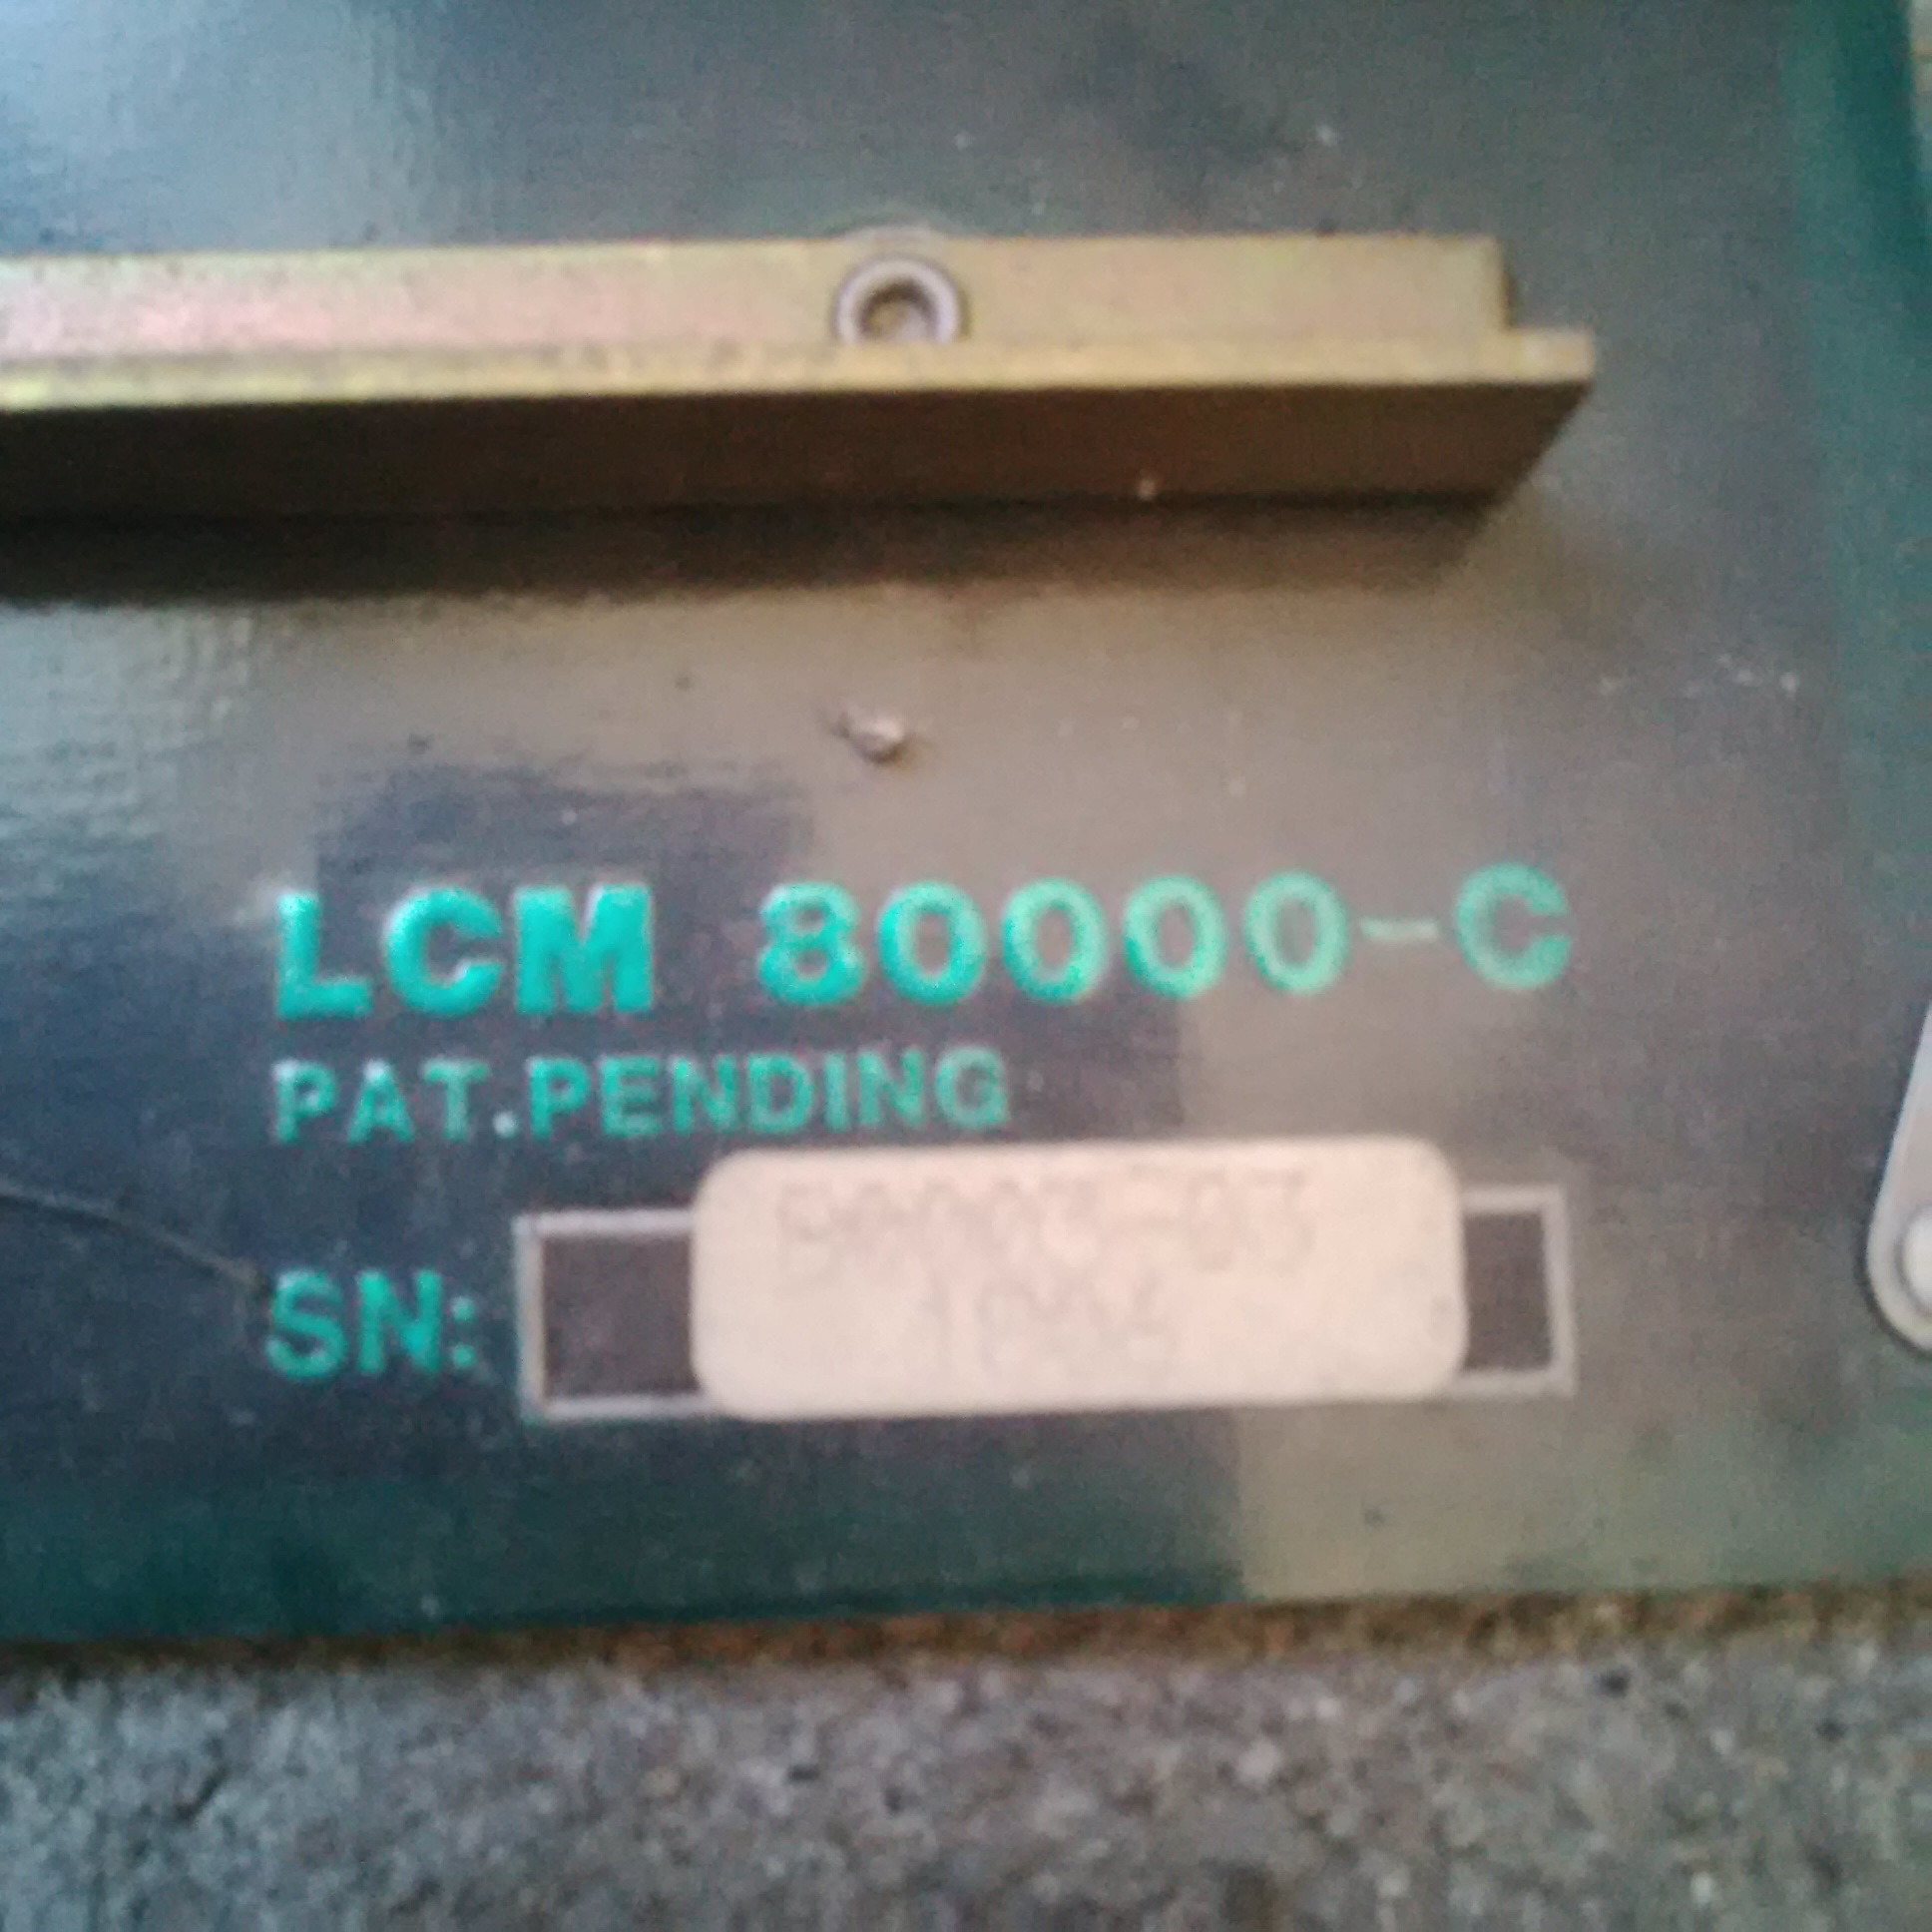 LCM 80000-C
PAT.PENDING
SN: